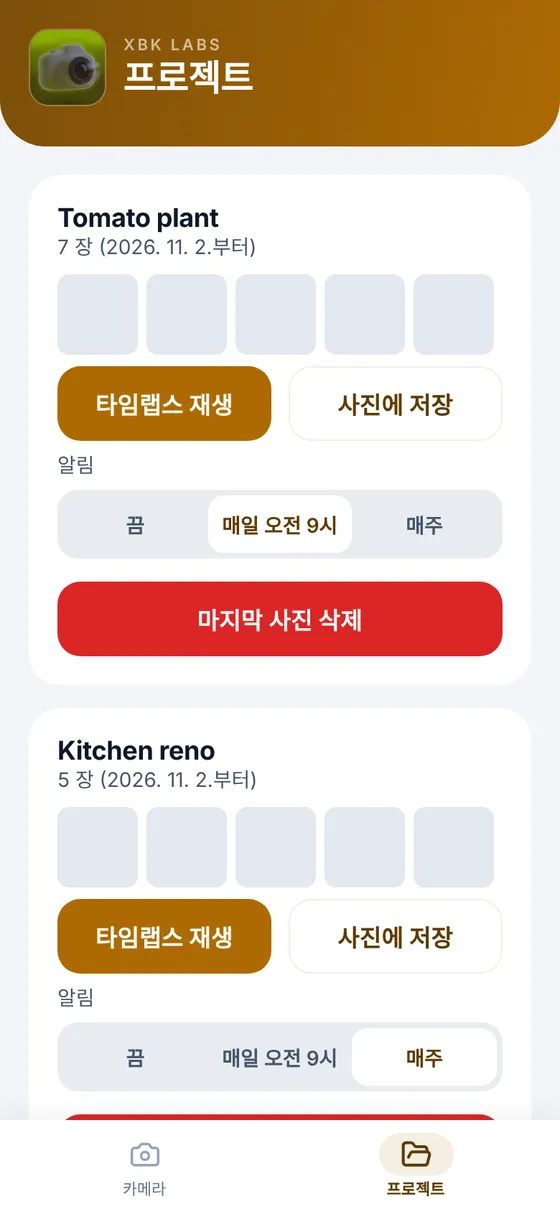 XBK LABS
프로젝트
Tomato plant
7 장 (2026. 11. 2.부터)
타임랩스 재생
사진에 저장
알림
끔
매일 오전 9시
매주
마지막 사진 삭제
Kitchen reno
5 장 (2026. 11. 2.부터)
타임랩스 재생
사진에 저장
알림
끔
매일 오전 9시
매주
카메라
프로젝트